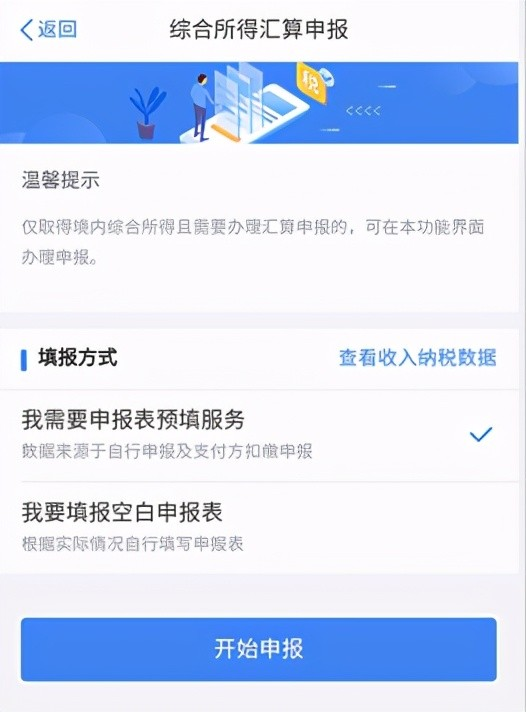 返回
综合所得汇算申报
税
<<<<
温馨提示
仅取得境内综合所得且需要办理汇算申报的，可在本功能界面
办理申报。
填报方式
查看收入纳税数据
我需要申报表预填服务
数据来源于自行申报及支付方扣缴申报
我要填报空白申报表
根据实际情况自行填写申报表
开始申报